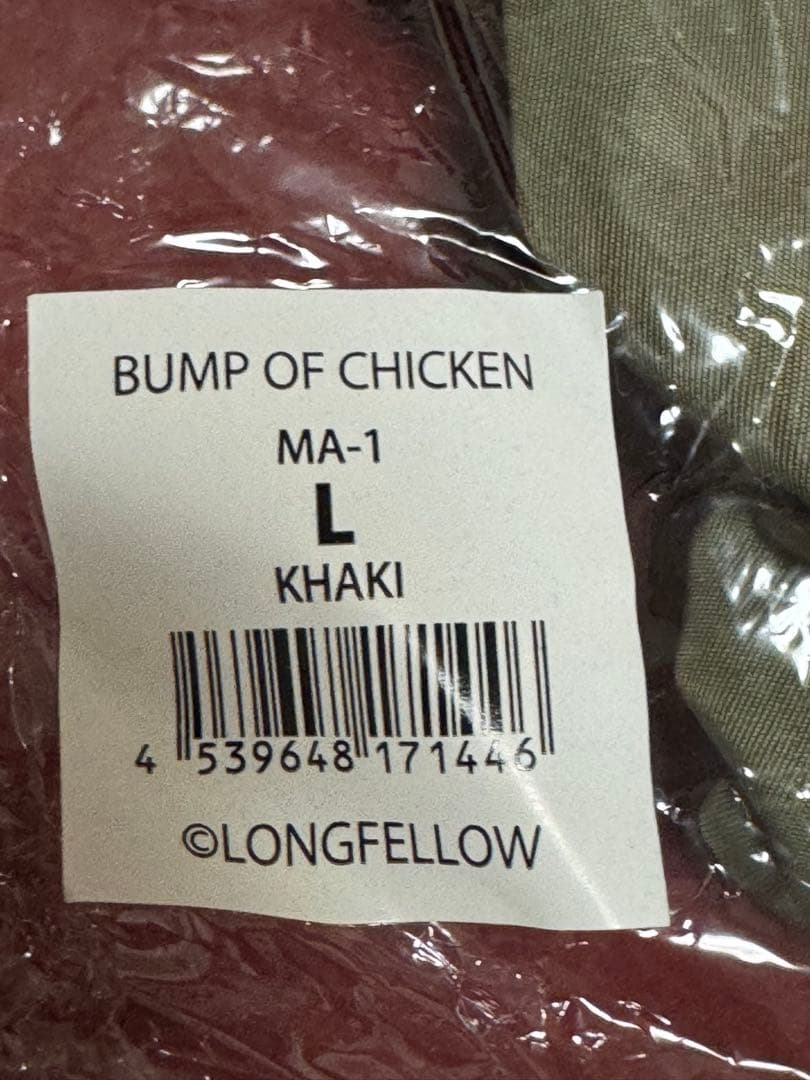 BUMP OF CHICKEN
MA-1
L
KHAKI
4 539648 171446
©LONGFELLOW